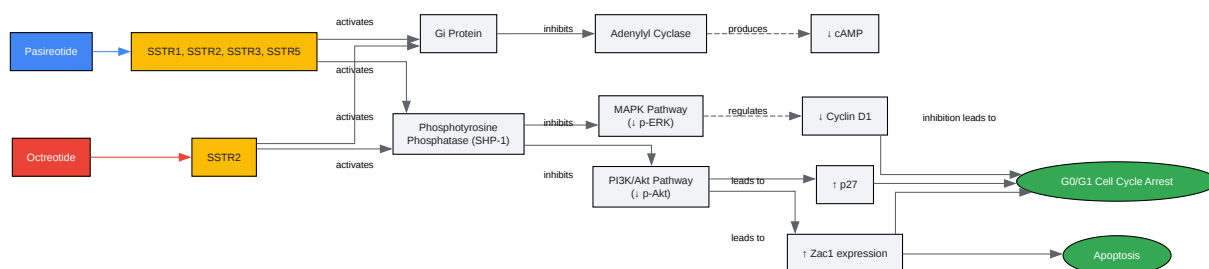 activates
Pasireotide
SSTR1, SSTR2, SSTR3, SSTR5
Gi Protein
inhibits
Adenylyl Cyclase
produces
↓ cAMP
activates
activates
Octreotide
SSTR2
activates
Phosphotyrosine
Phosphatase (SHP-1)
inhibits
MAPK Pathway
(↓ p-ERK)
regulates
↓ Cyclin D1
inhibition leads to
inhibits
PI3K/Akt Pathway
(↓ p-Akt)
leads to
↑ p27
G0/G1 Cell Cycle Arrest
leads to
↑ Zac1 expression
Apoptosis